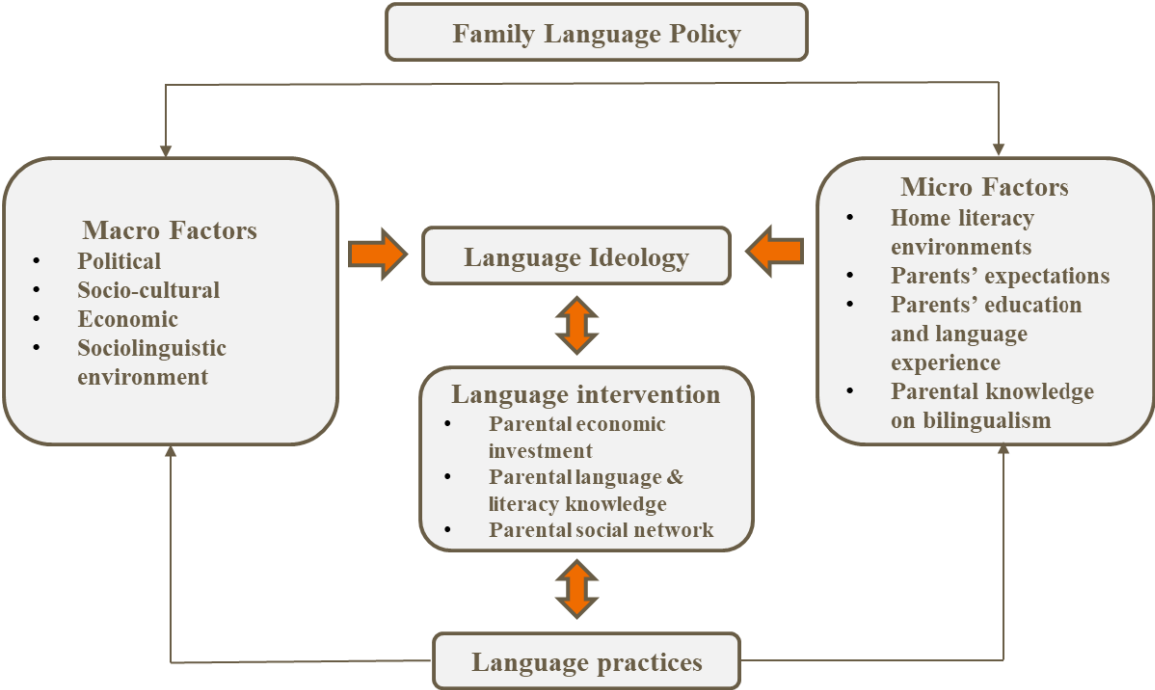 Family Language Policy
Macro Factors
• Political
• Socio-cultural
• Economic
• Sociolinguistic
environment
Language Ideology
Language intervention
• Parental economic
investment
• Parental language &
literacy knowledge
• Parental social network
Language practices
Micro Factors
• Home literacy
environments
• Parents’ expectations
• Parents’ education
and language
experience
• Parental knowledge
on bilingualism